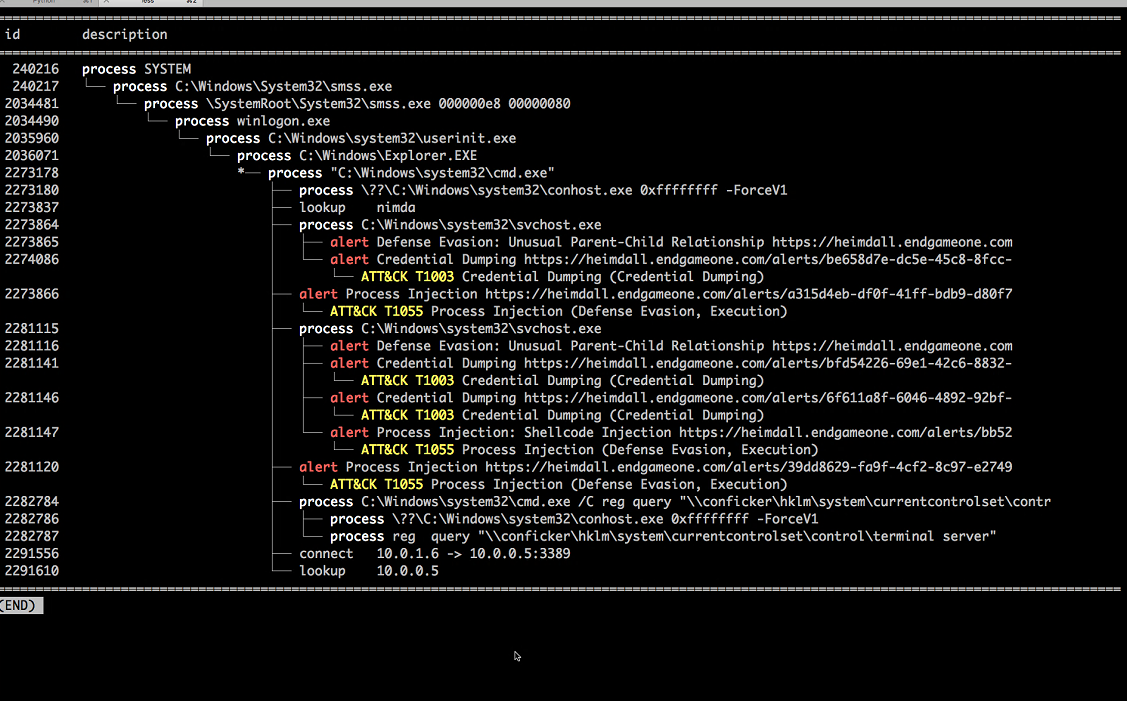 Python ⌘1 less ⌘2
id description
240216 process SYSTEM
240217 process C:\Windows\System32\smss.exe
2034481 process \SystemRoot\System32\smss.exe 000000e8 00000080
2034490 process winlogon.exe
2035960 process C:\Windows\system32\userinit.exe
2036071 process C:\Windows\Explorer.EXE
2273178 *— process "C:\Windows\system32\cmd.exe"
2273180 process \??\C:\Windows\system32\conhost.exe 0xffffffff -ForceV1
2273837 lookup nimda
2273864 process C:\Windows\system32\svchost.exe
2273865 alert Defense Evasion: Unusual Parent-Child Relationship https://heimdall.endgameone.com
2274086 alert Credential Dumping https://heimdall.endgameone.com/alerts/be658d7e-dc5e-45c8-8fcc-
ATT&CK T1003 Credential Dumping (Credential Dumping)
2273866 alert Process Injection https://heimdall.endgameone.com/alerts/a315d4eb-df0f-41ff-bdb9-d80f7
ATT&CK T1055 Process Injection (Defense Evasion, Execution)
2281115 process C:\Windows\system32\svchost.exe
2281116 alert Defense Evasion: Unusual Parent-Child Relationship https://heimdall.endgameone.com
2281141 alert Credential Dumping https://heimdall.endgameone.com/alerts/bfd54226-69e1-42c6-8832-
ATT&CK T1003 Credential Dumping (Credential Dumping)
2281146 alert Credential Dumping https://heimdall.endgameone.com/alerts/6f611a8f-6046-4892-92bf-
ATT&CK T1003 Credential Dumping (Credential Dumping)
2281147 alert Process Injection: Shellcode Injection https://heimdall.endgameone.com/alerts/bb52
ATT&CK T1055 Process Injection (Defense Evasion, Execution)
2281120 alert Process Injection https://heimdall.endgameone.com/alerts/39dd8629-fa9f-4cf2-8c97-e2749
ATT&CK T1055 Process Injection (Defense Evasion, Execution)
2282784 process C:\Windows\system32\cmd.exe /C reg query "\\conficker\hklm\system\currentcontrolset\contr
2282786 process \??\C:\Windows\system32\conhost.exe 0xffffffff -ForceV1
2282787 process reg query "\\conficker\hklm\system\currentcontrolset\control\terminal server"
2291556 connect 10.0.1.6 -> 10.0.0.5:3389
2291610 lookup 10.0.0.5
(END)